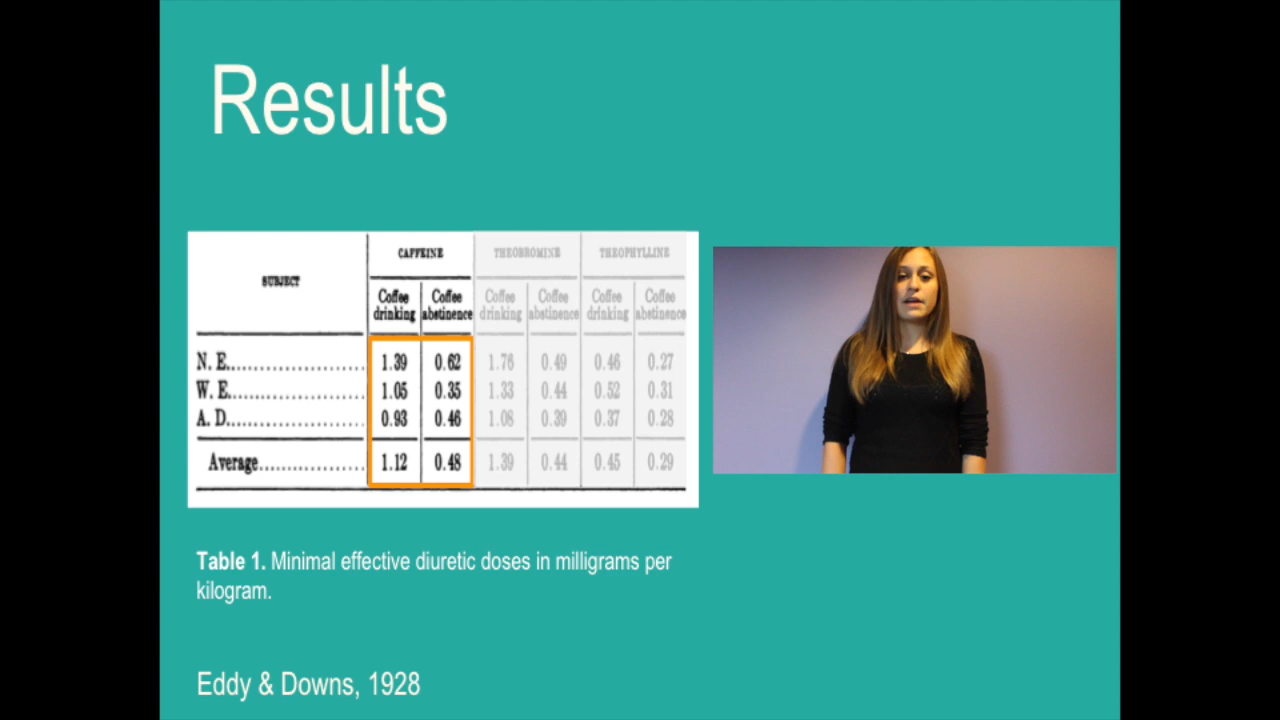 Results
CAFFEINE THEOBROMINE THEOPHYLLINE
SUBJECT
Coffee drinking Coffee abstinence Coffee drinking Coffee abstinence Coffee drinking Coffee abstinence
N. E. 1.39 0.62 1.76 0.49 0.46 0.27
W. E. 1.05 0.35 1.33 0.44 0.52 0.31
A. D. 0.93 0.46 1.08 0.39 0.37 0.28
Average 1.12 0.48 1.39 0.44 0.45 0.29
Table 1. Minimal effective diuretic doses in milligrams per
kilogram.
Eddy & Downs, 1928